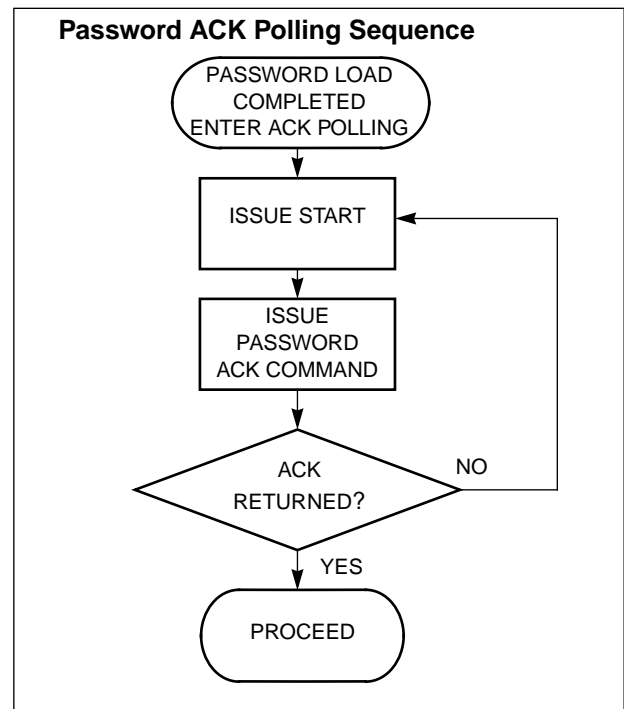 Password ACK Polling Sequence
PASSWORD LOAD
COMPLETED
ENTER ACK POLLING
ISSUE START
ISSUE
PASSWORD
ACK COMMAND
ACK
RETURNED?
NO
YES
PROCEED